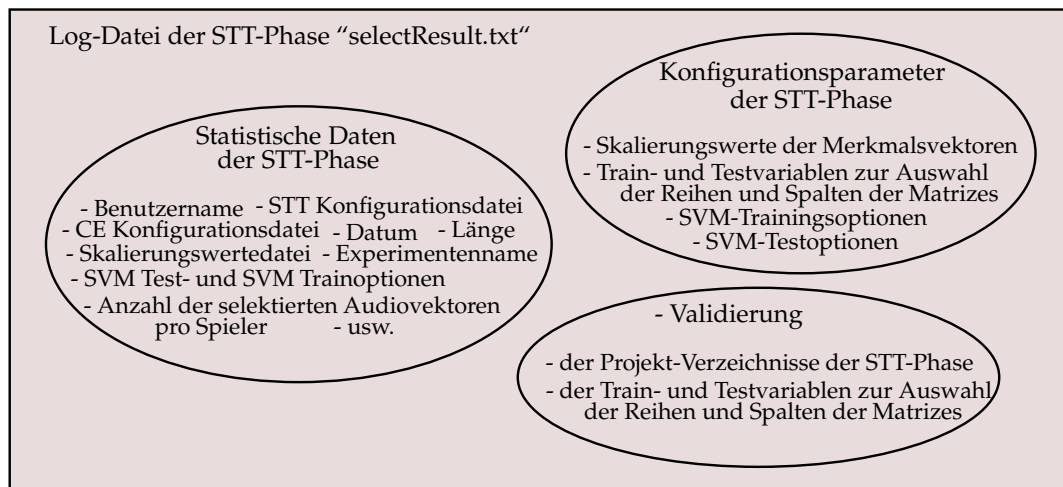 Log-Datei der STT-Phase “selectResult.txt“
Statistische Daten
der STT-Phase
- Benutzername - STT Konfigurationsdatei
- CE Konfigurationsdatei - Datum - Länge
- Skalierungswertedatei - Experimentenname
- SVM Test- und SVM Trainoptionen
- Anzahl der selektierten Audiovektoren
pro Spieler - usw.
Konfigurationsparameter
der STT-Phase
- Skalierungswerte der Merkmalsvektoren
- Train- und Testvariablen zur Auswahl
der Reihen und Spalten der Matrizes
- SVM-Trainingsoptionen
- SVM-Testoptionen
- Validierung
- der Projekt-Verzeichnisse der STT-Phase
- der Train- und Testvariablen zur Auswahl
der Reihen und Spalten der Matrizes